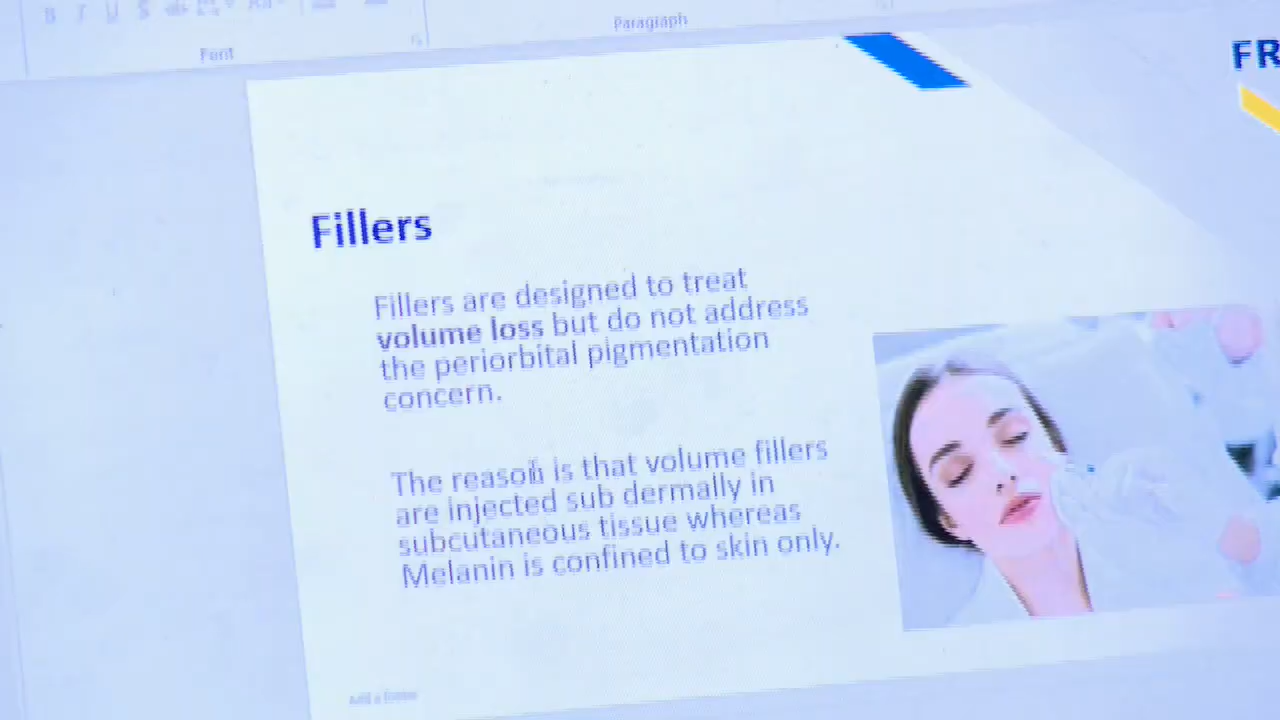 Paragraph
Font
FR
Fillers
Fillers are designed to treat
volume loss but do not address
the periorbital pigmentation
concern.
The reason is that volume fillers
are injected sub dermally in
subcutaneous tissue whereas
Melanin is confined to skin only.
Add a footer